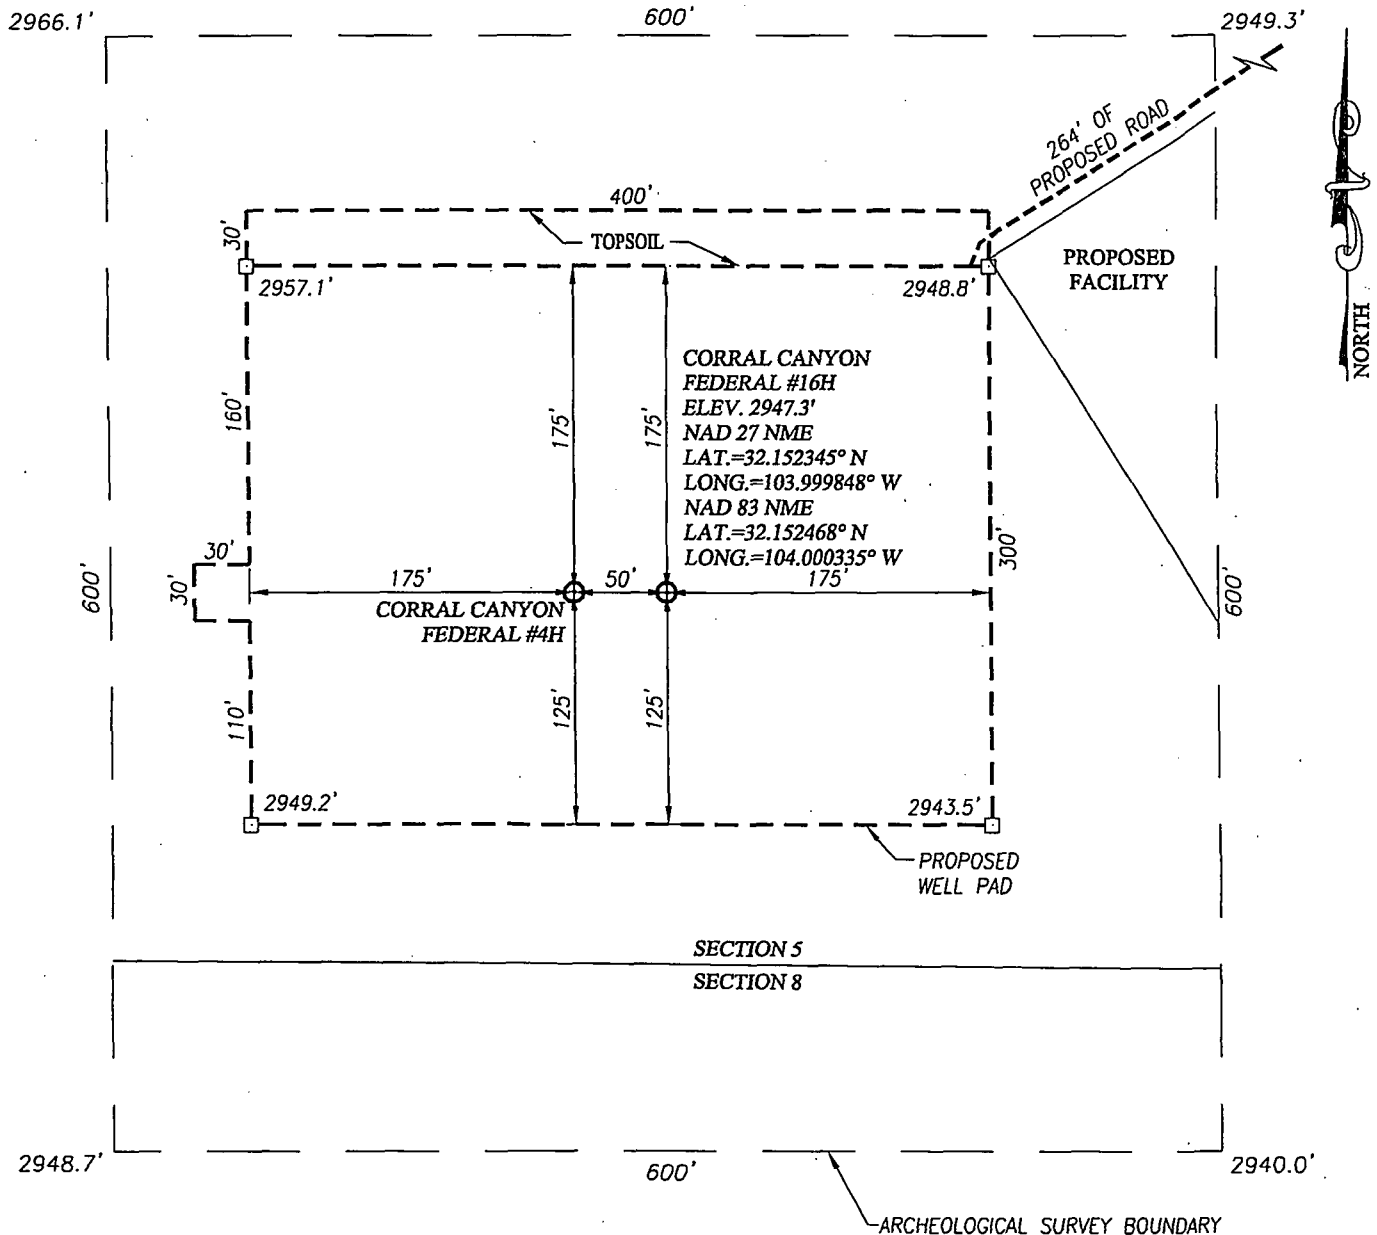 2966.1'
600'
2949.3'
264' OF
PROPOSED ROAD
400'
30'
TOPSOIL
2957.1'
2948.8'
PROPOSED
FACILITY
NORTH
CORRAL CANYON
FEDERAL #16H
ELEV. 2947.3'
NAD 27 NME
LAT.=32.152345° N
LONG.=103.999848° W
NAD 83 NME
LAT.=32.152468° N
LONG.=104.000335° W
160'
175'
175'
300'
30'
30'
175'
50'
175'
600'
600'
CORRAL CANYON
FEDERAL #4H
110'
125'
125'
2949.2'
2943.5'
PROPOSED
WELL PAD
SECTION 5
SECTION 8
2948.7'
600'
2940.0'
ARCHEOLOGICAL SURVEY BOUNDARY